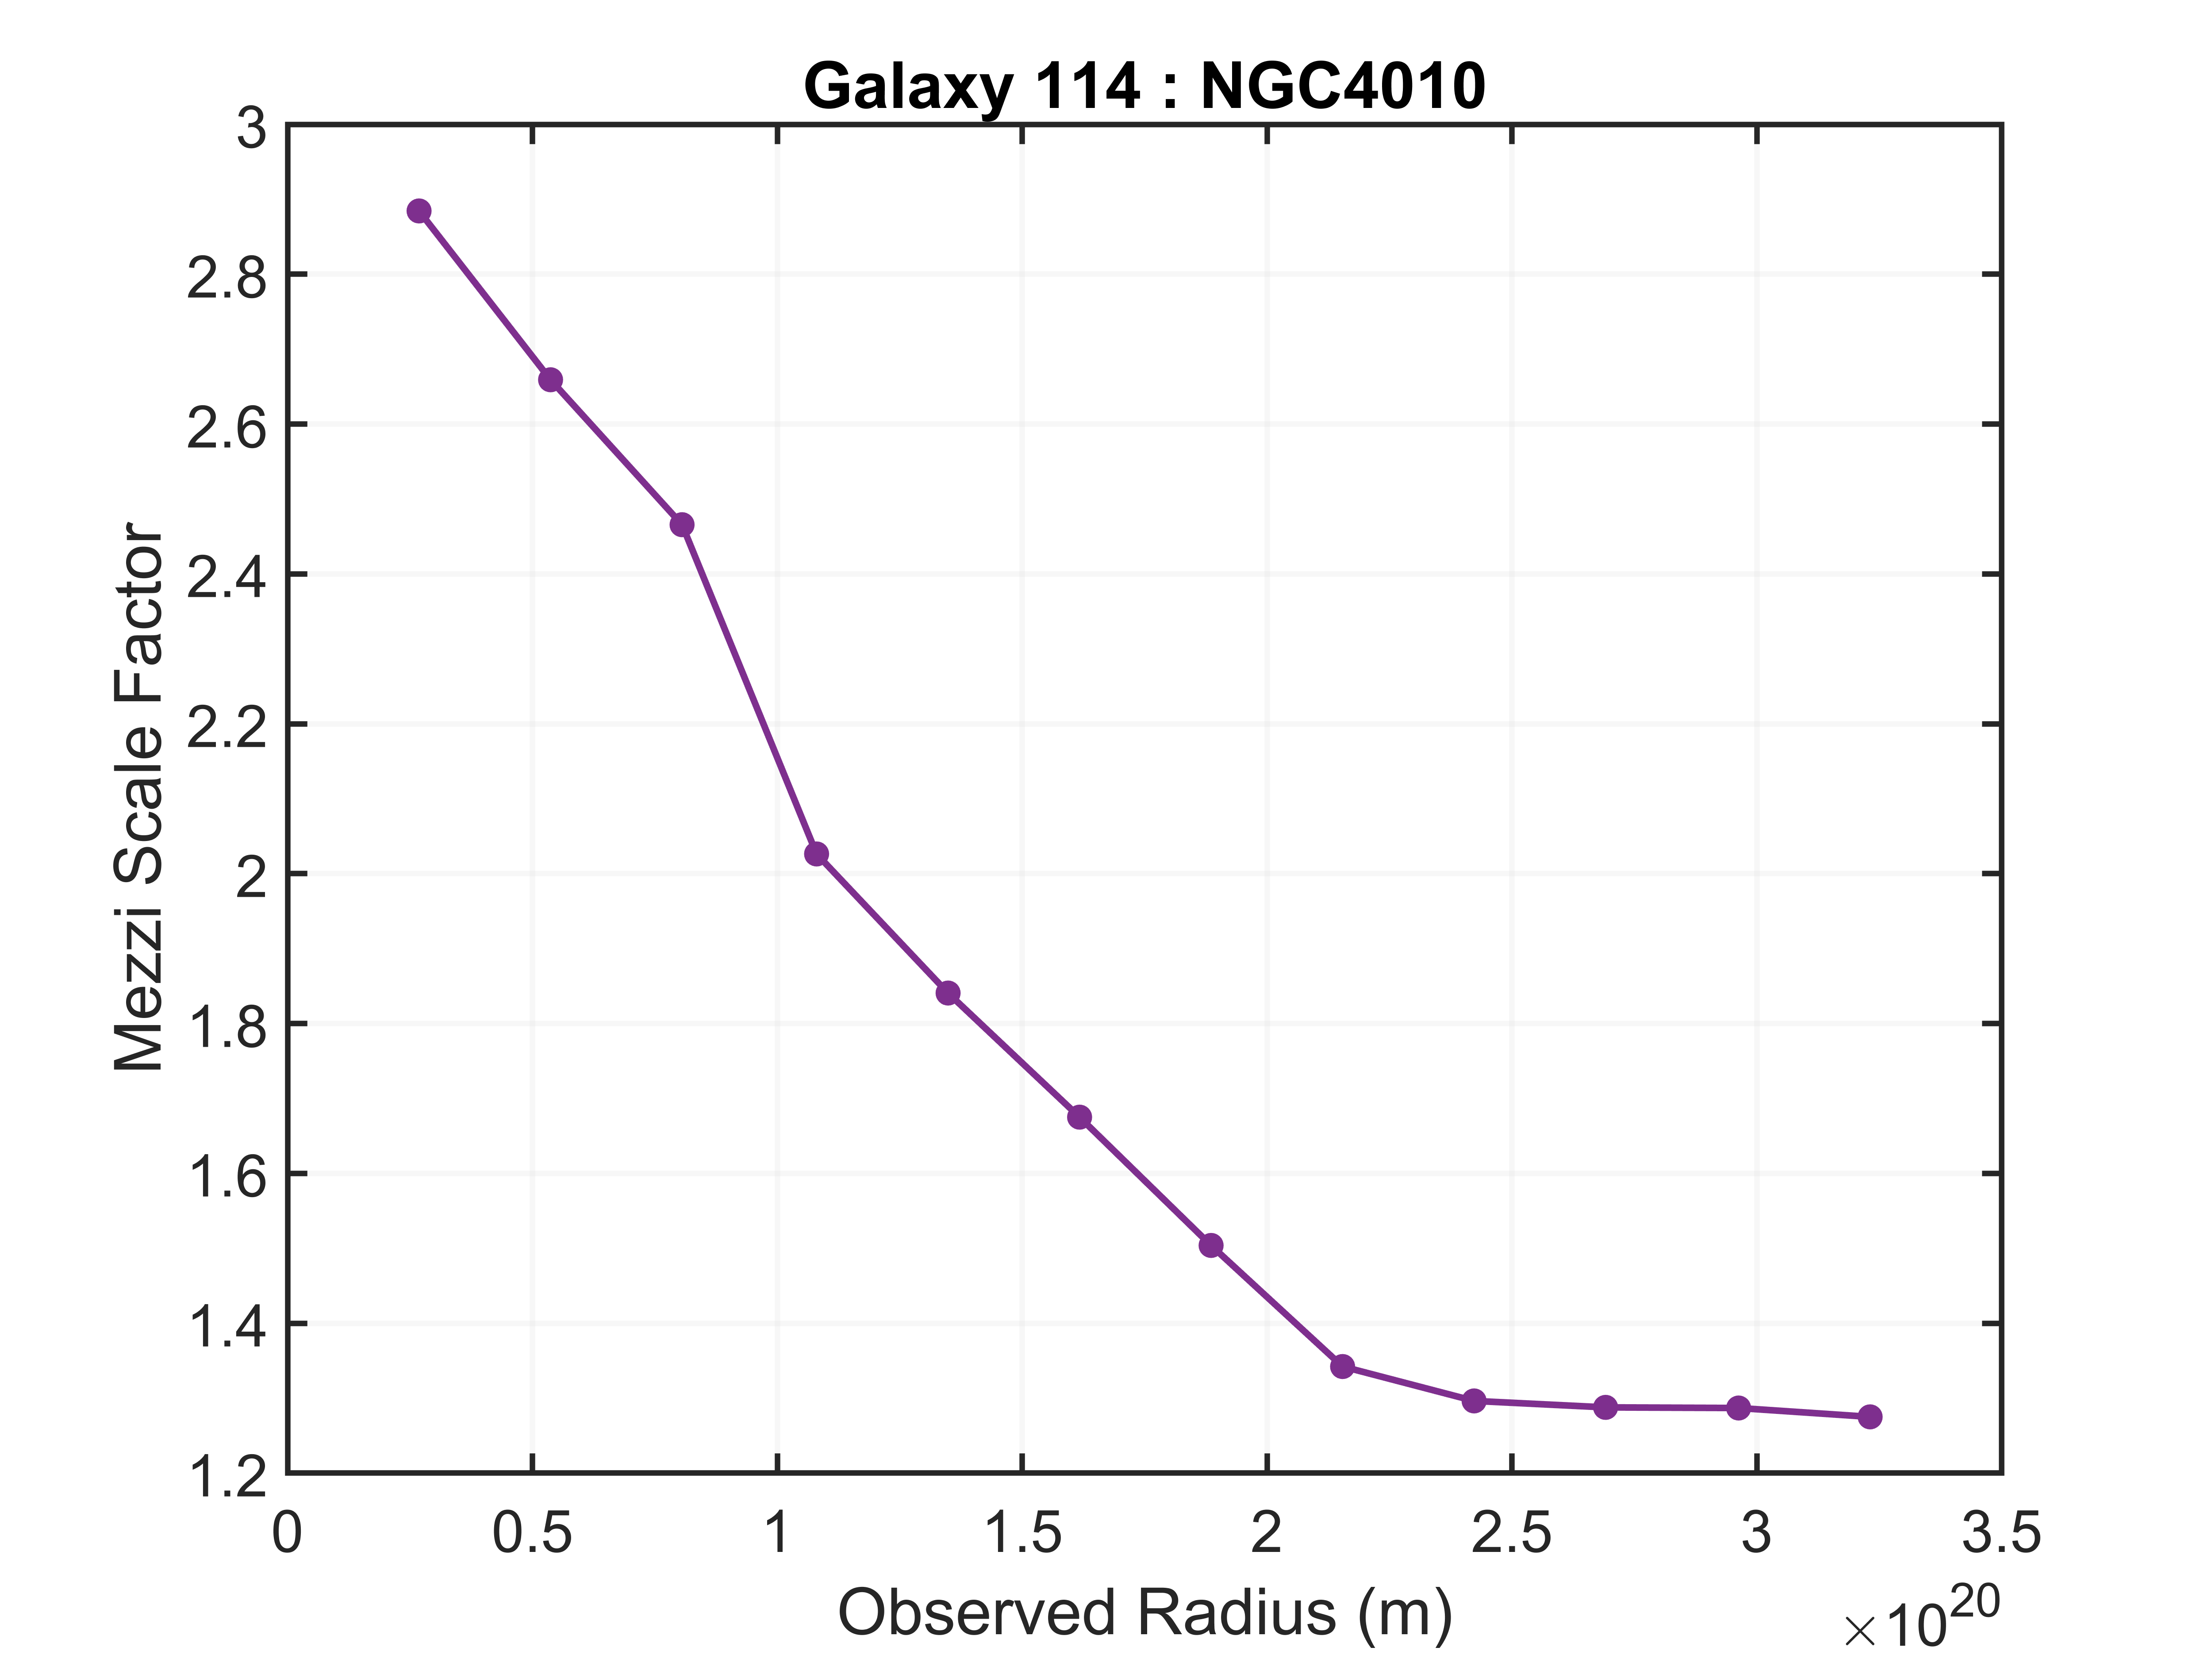 Galaxy 114 : NGC4010
3
2.8
2.6
2.4
2.2
2
1.8
1.6
1.4
1.2
Mezzi Scale Factor
0 0.5 1 1.5 2 2.5 3 3.5
Observed Radius (m)
×10^20